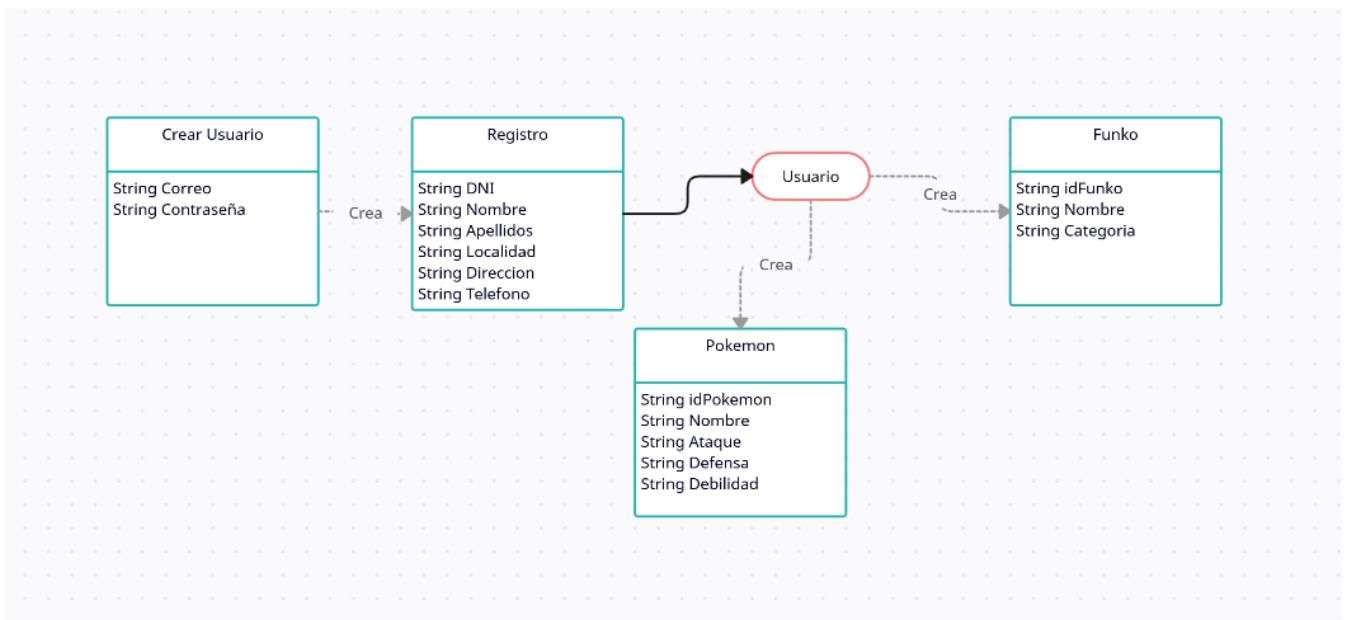 Crear Usuario
String Correo
String Contraseña
Crea
Registro
String DNI
String Nombre
String Apellidos
String Localidad
String Direccion
String Telefono
Usuario
Crea
Funko
String idFunko
String Nombre
String Categoria
Crea
Pokemon
String idPokemon
String Nombre
String Ataque
String Defensa
String Debilidad